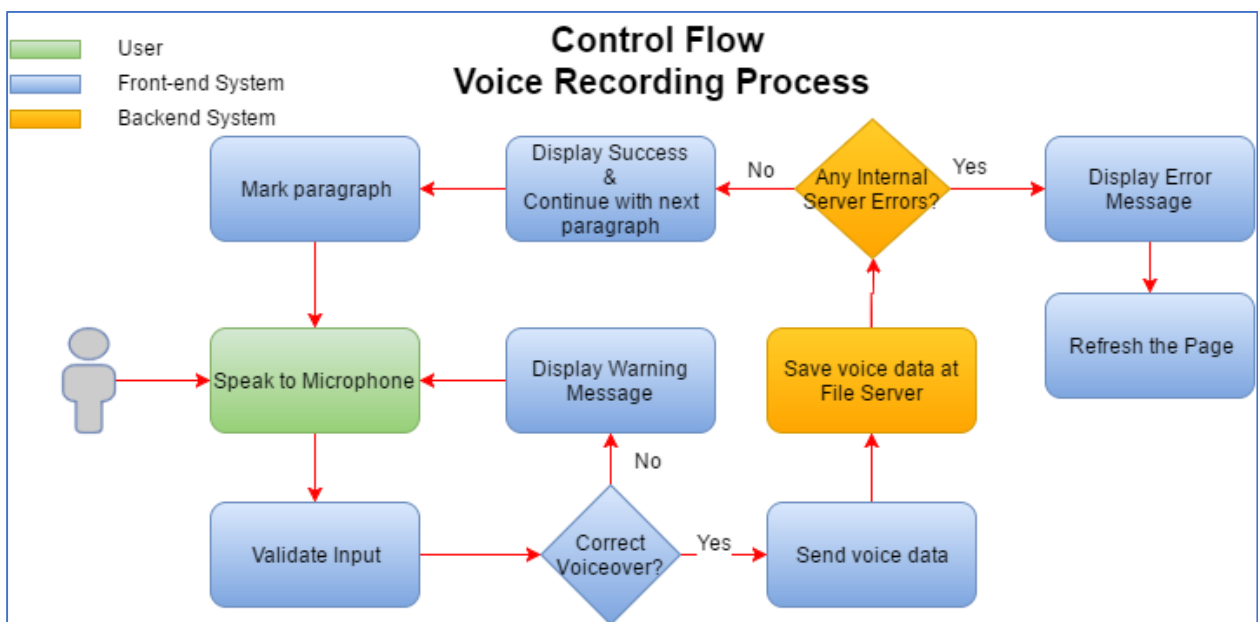 Control Flow
Voice Recording Process
User
Front-end System
Backend System
Mark paragraph
Display Success
&
Continue with next
paragraph
No
Any Internal
Server Errors?
Yes
Display Error
Message
Speak to Microphone
Display Warning
Message
Save voice data at
File Server
Refresh the Page
No
Validate Input
Correct
Voiceover?
Yes
Send voice data